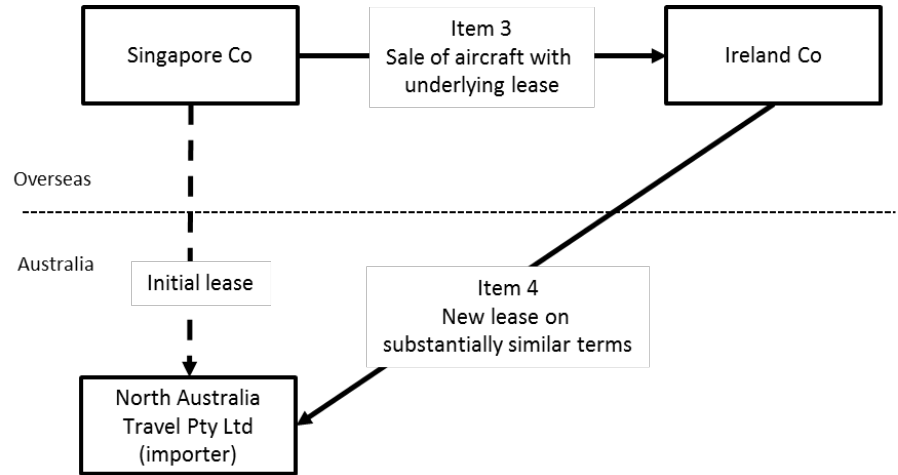 Singapore Co
Item 3
Sale of aircraft with
underlying lease
Ireland Co
Overseas
Australia
Initial lease
Item 4
New lease on
substantially similar terms
North Australia
Travel Pty Ltd
(importer)